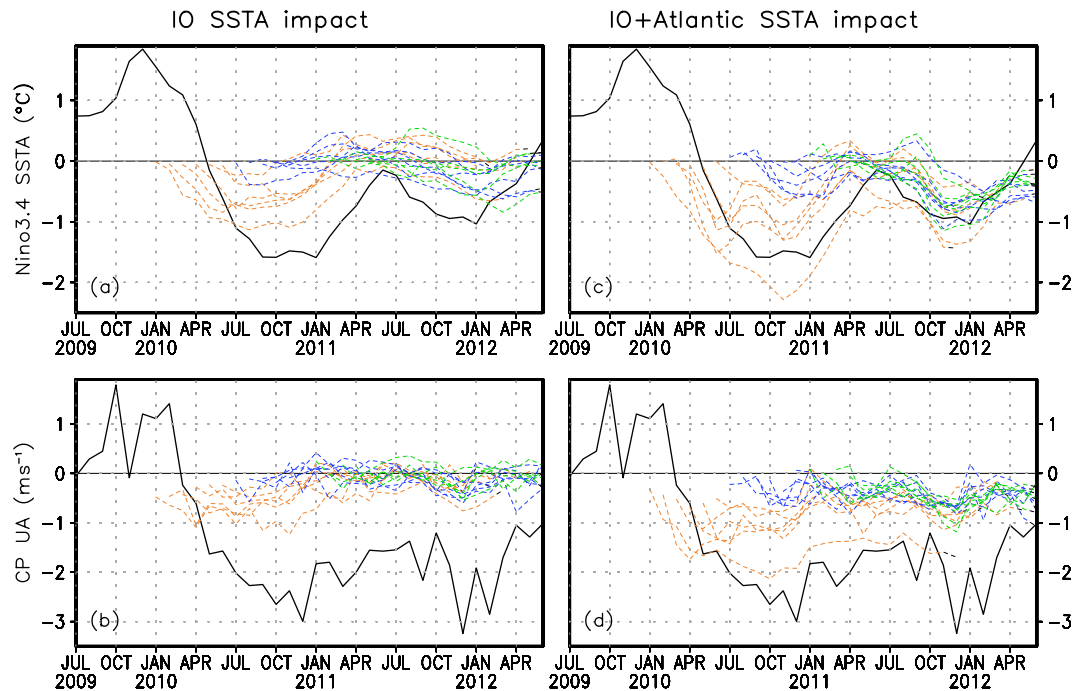 IO SSTA impact
IO+Atlantic SSTA impact
Nino3.4 SSTA (°C)
1
0
−1
−2
(a)
JUL OCT JAN APR JUL OCT JAN APR JUL OCT JAN APR
2009 2010 2011 2012
1
0
−1
−2
(c)
JUL OCT JAN APR JUL OCT JAN APR JUL OCT JAN APR
2009 2010 2011 2012
CP UA (ms⁻¹)
1
0
−1
−2
−3
(b)
JUL OCT JAN APR JUL OCT JAN APR JUL OCT JAN APR
2009 2010 2011 2012
1
0
−1
−2
−3
(d)
JUL OCT JAN APR JUL OCT JAN APR JUL OCT JAN APR
2009 2010 2011 2012